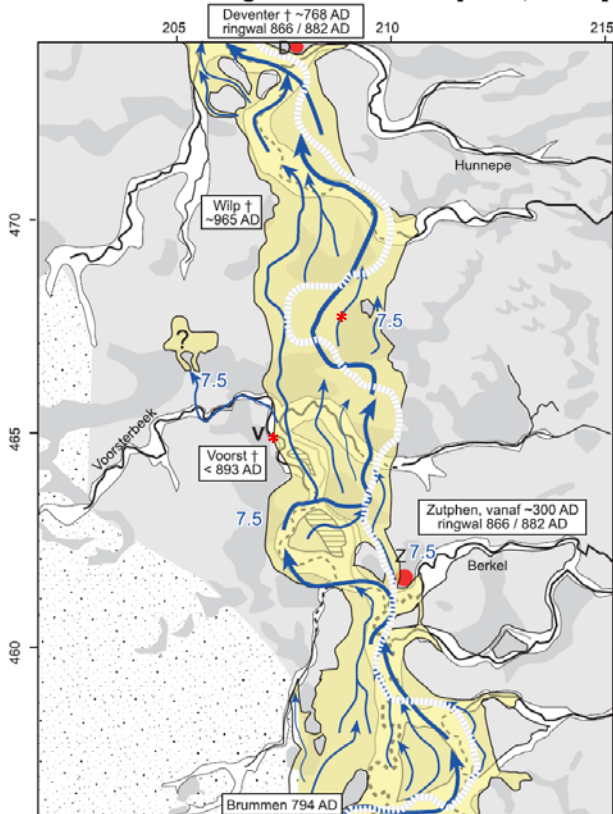 Deventer † ~768 AD
ringwal 866 / 882 AD
205
210
215
D
Hunnepe
470
Wilp †
~965 AD
7.5
?
7.5
465
Voorsterbeek
V
Voorst †
< 893 AD
7.5
Zutphen, vanaf ~300 AD
ringwal 866 / 882 AD
Z 7.5
Berkel
460
Brummen 794 AD